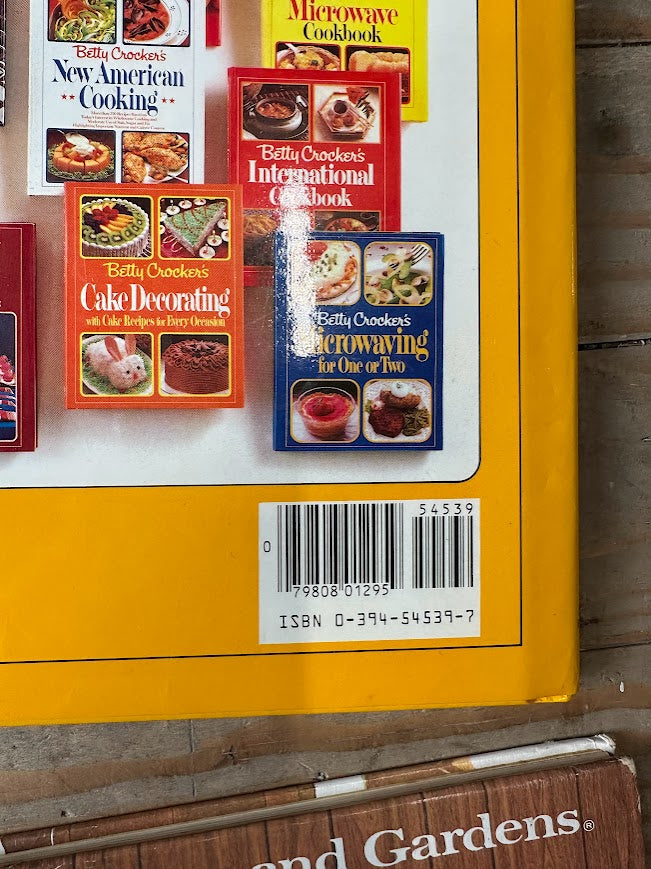 Microwave
Cookbook
Betty Crocker's
New American
Cooking
Betty Crocker's
International
Cookbook
Betty Crocker's
Cake Decorating
with Cake Recipes for Every Occasion
Betty Crocker's
Microwaving
for One or Two
54539
0
79808 01295
ISBN 0-394-54539-7
and Gardens®